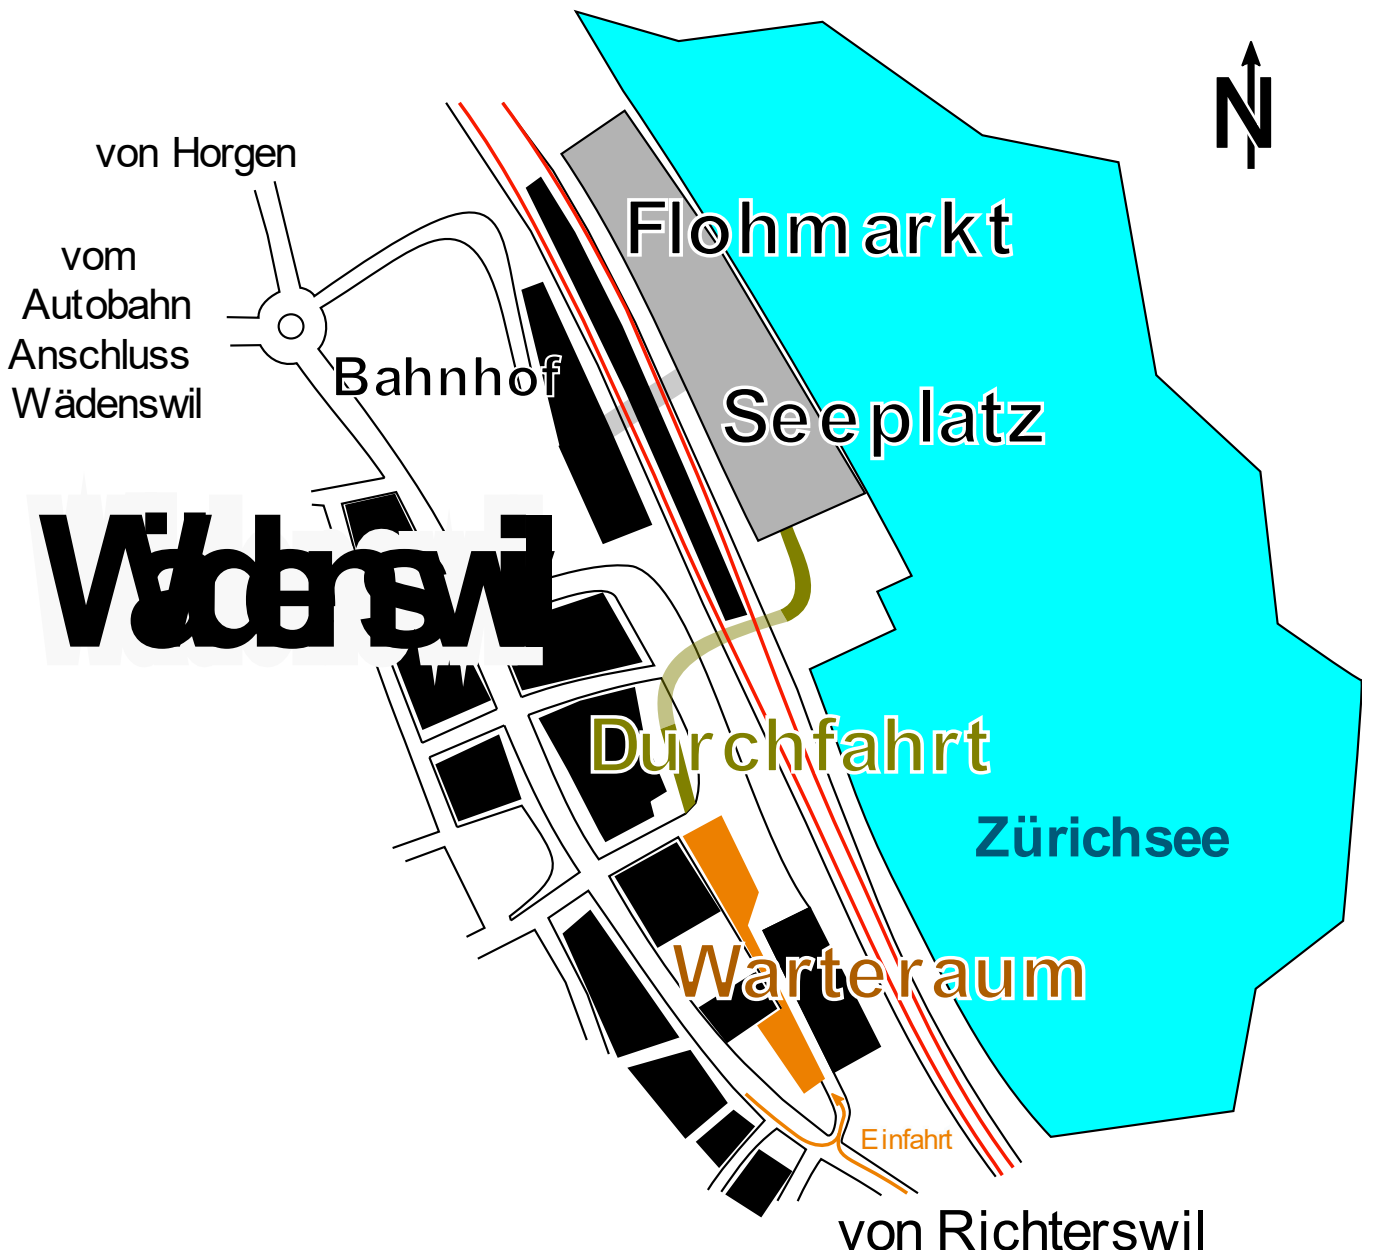 N
von Horgen
Flohmarkt
vom
Autobahn
Anschluss
Wädenswil
Bahnhof
Seeplatz
Wädenswil
Durchfahrt
Zürichsee
Warteraum
Einfahrt
von Richterswil